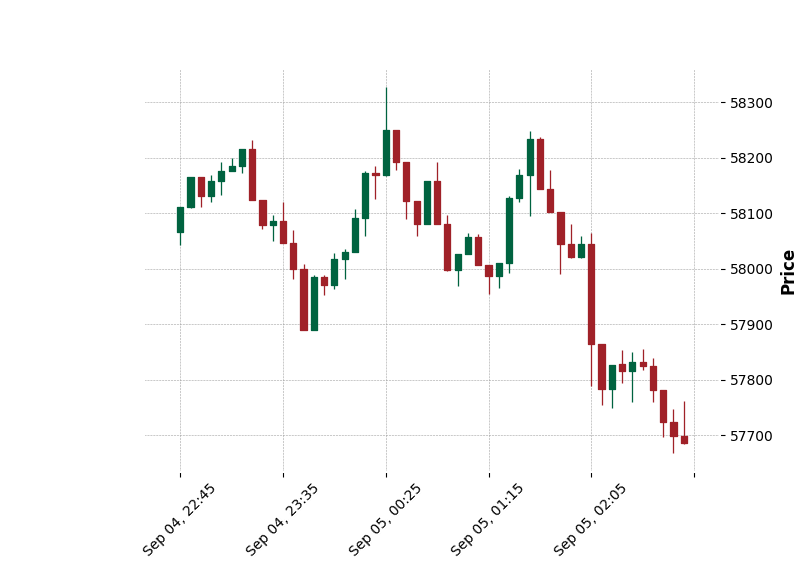 58300
58200
58100
58000
57900
57800
57700
Price
Sep 04, 22:45
Sep 04, 23:35
Sep 05, 00:25
Sep 05, 01:15
Sep 05, 02:05